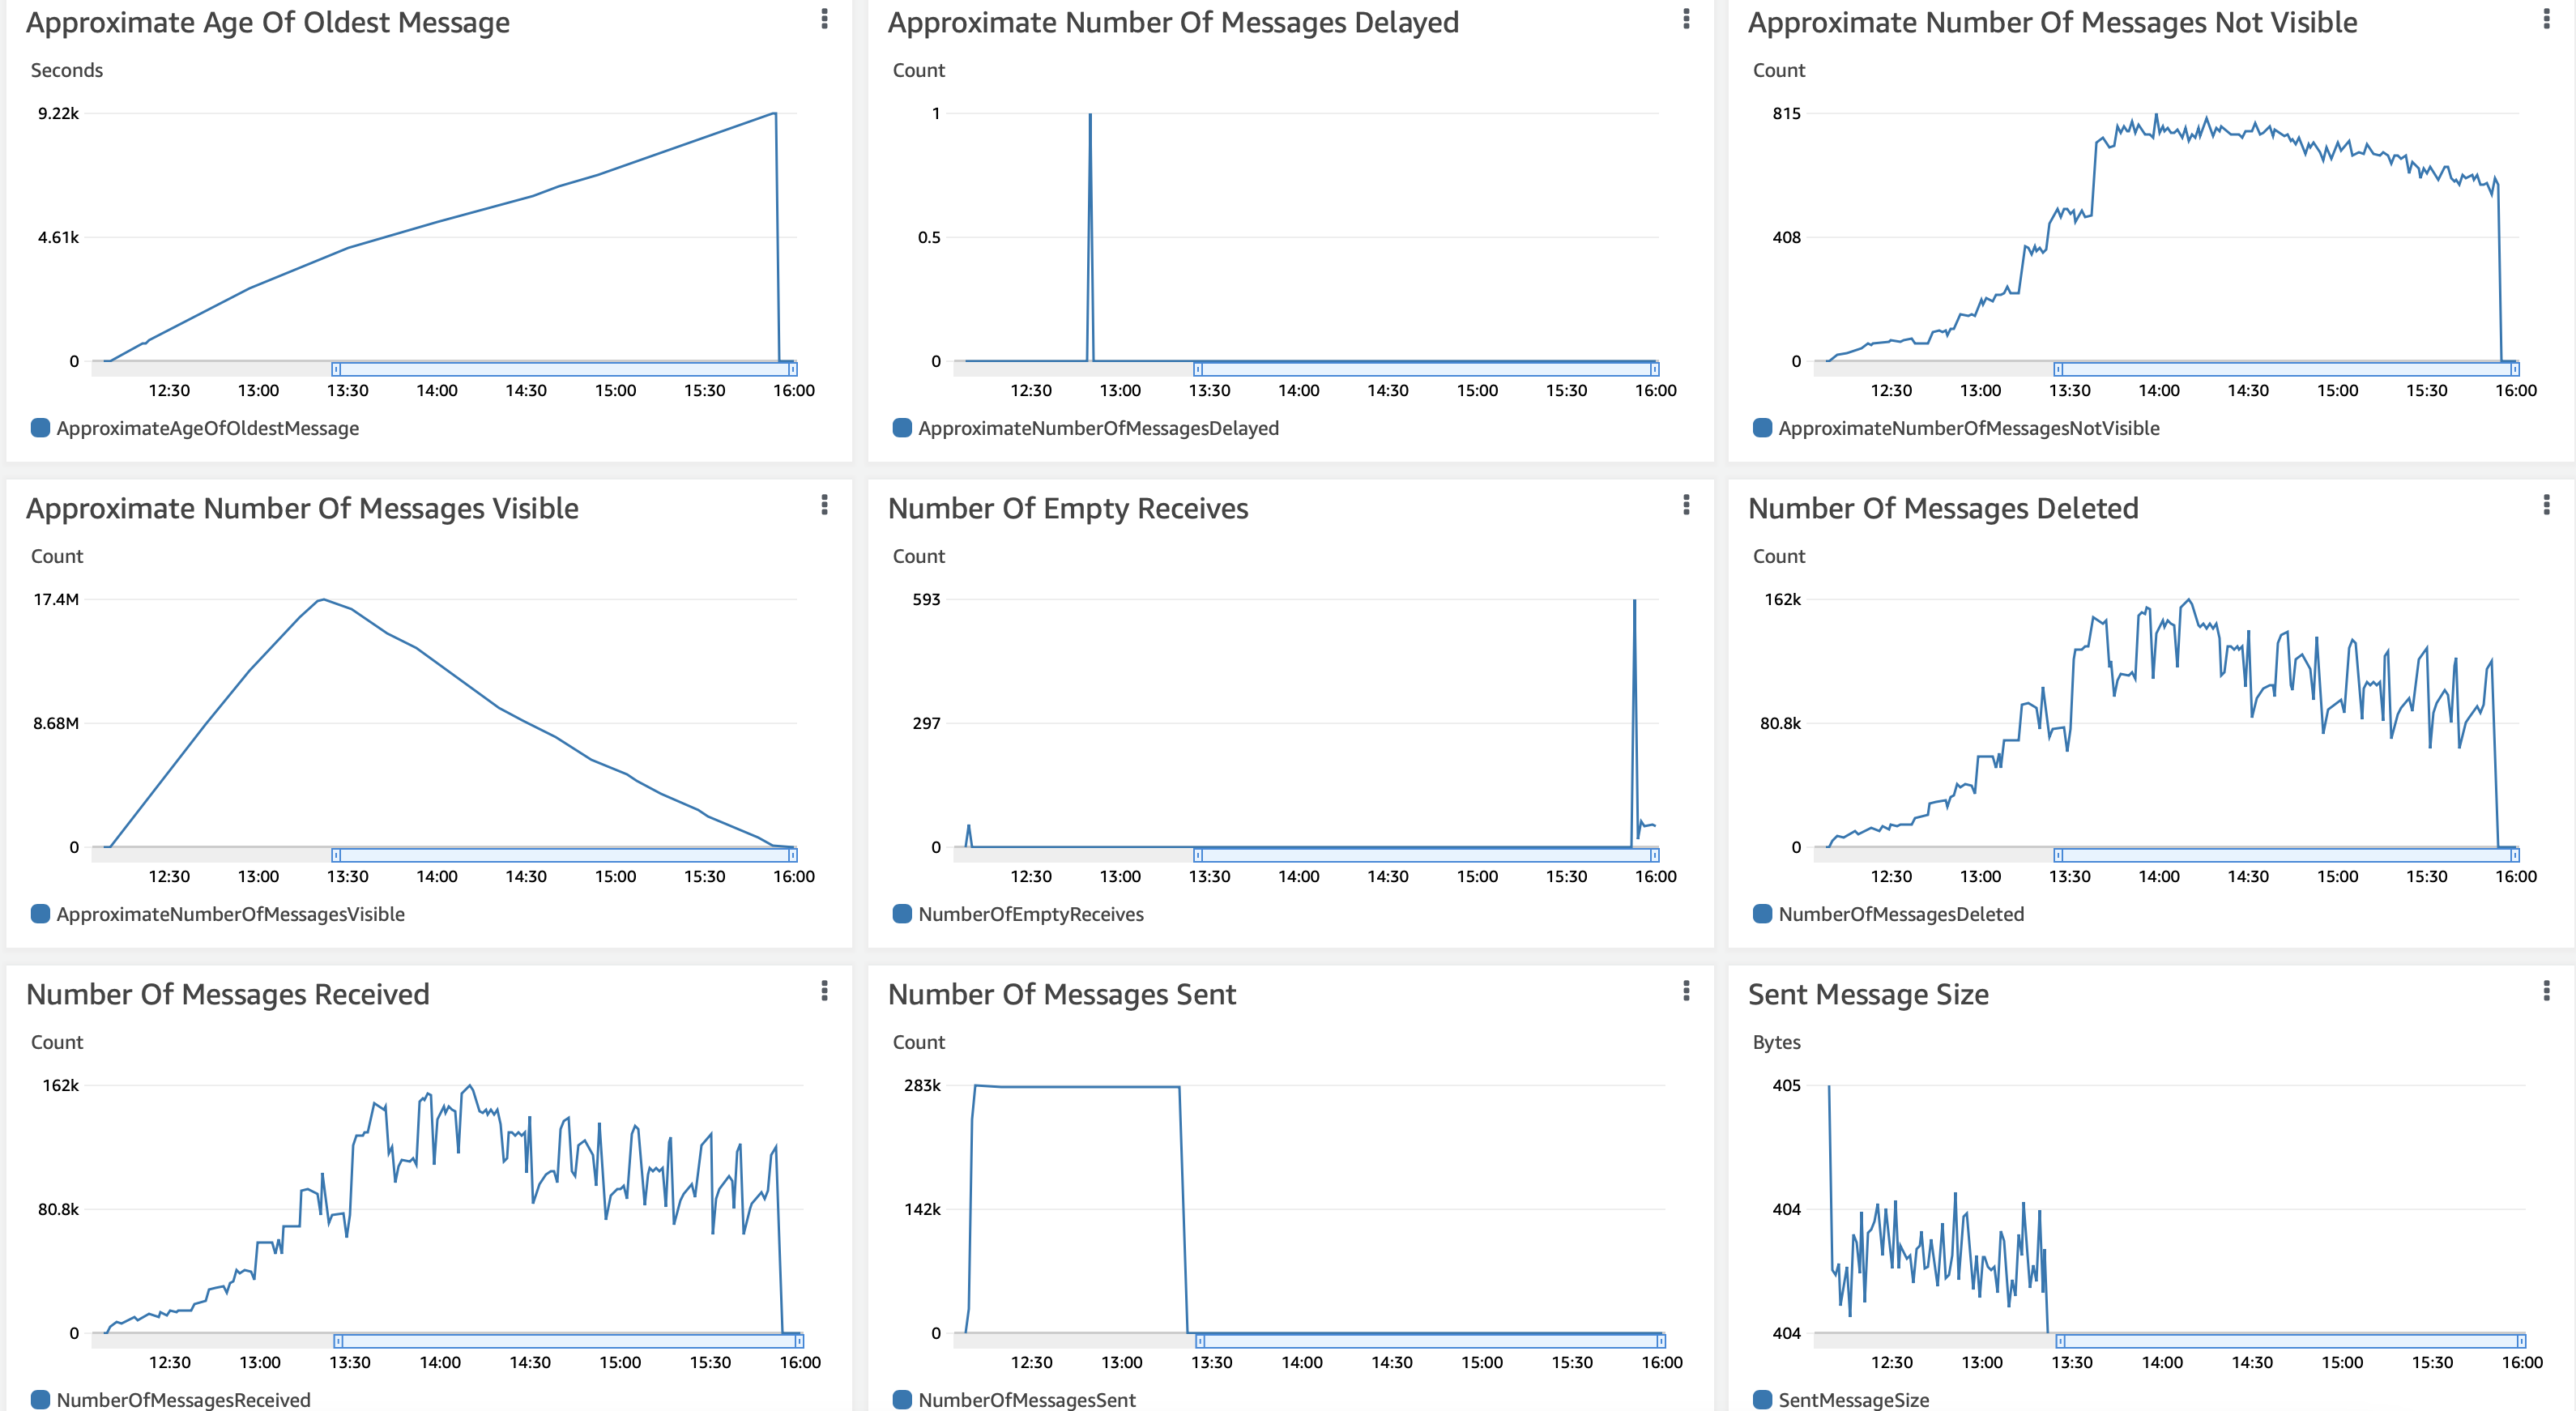 Approximate Age Of Oldest Message
Seconds
9.22k
4.61k
0
12:30 13:00 13:30 14:00 14:30 15:00 15:30 16:00
ApproximateAgeOfOldestMessage
Approximate Number Of Messages Delayed
Count
1
0.5
0
12:30 13:00 13:30 14:00 14:30 15:00 15:30 16:00
ApproximateNumberOfMessagesDelayed
Approximate Number Of Messages Not Visible
Count
815
408
0
12:30 13:00 13:30 14:00 14:30 15:00 15:30 16:00
ApproximateNumberOfMessagesNotVisible
Approximate Number Of Messages Visible
Count
17.4M
8.68M
0
12:30 13:00 13:30 14:00 14:30 15:00 15:30 16:00
ApproximateNumberOfMessagesVisible
Number Of Empty Receives
Count
593
297
0
12:30 13:00 13:30 14:00 14:30 15:00 15:30 16:00
NumberOfEmptyReceives
Number Of Messages Deleted
Count
162k
80.8k
0
12:30 13:00 13:30 14:00 14:30 15:00 15:30 16:00
NumberOfMessagesDeleted
Number Of Messages Received
Count
162k
80.8k
0
12:30 13:00 13:30 14:00 14:30 15:00 15:30 16:00
NumberOfMessagesReceived
Number Of Messages Sent
Count
283k
142k
0
12:30 13:00 13:30 14:00 14:30 15:00 15:30 16:00
NumberOfMessagesSent
Sent Message Size
Bytes
405
404
404
12:30 13:00 13:30 14:00 14:30 15:00 15:30 16:00
SentMessageSize